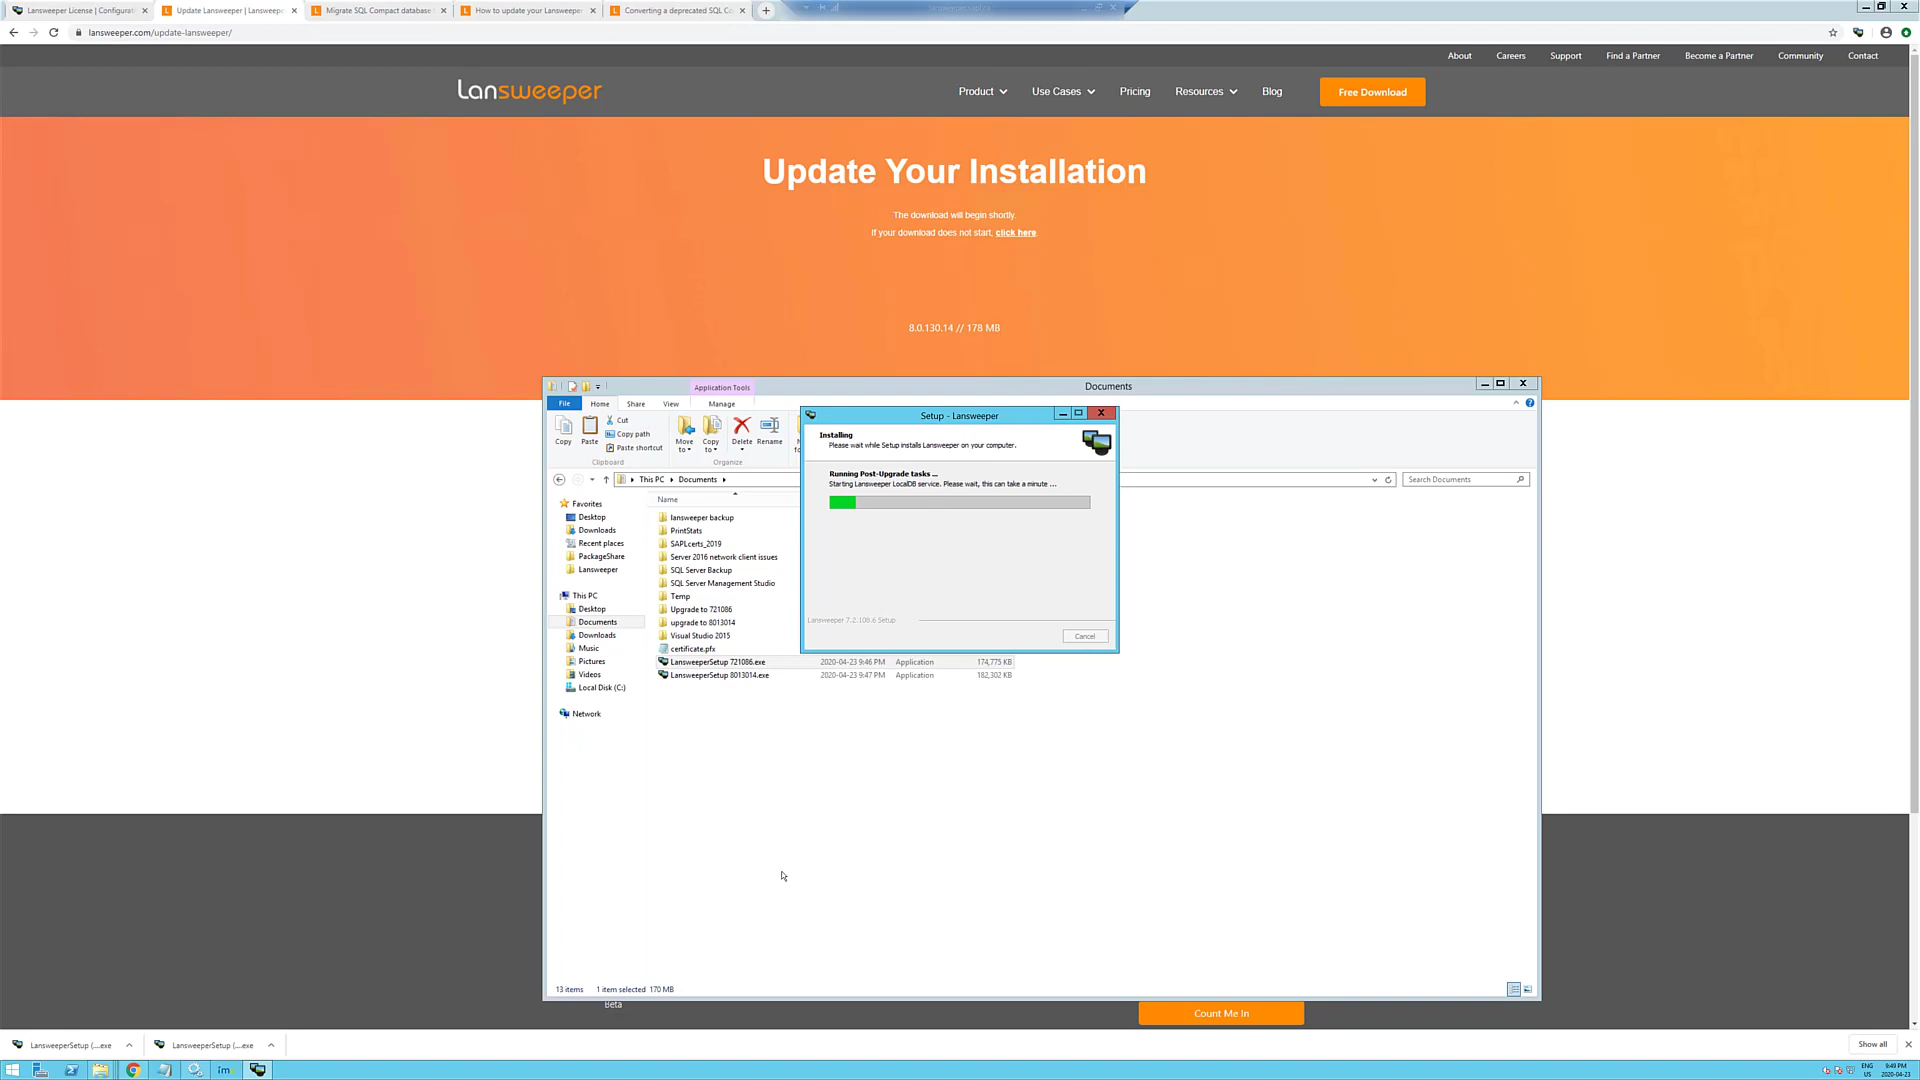 Lansweeper License | Configurati
Update Lansweeper | Lansweepe
Migrate SQL Compact database
How to update your Lansweeper
Converting a deprecated SQL Co
lansweeper.com/update-lansweeper/
About Careers Support Find a Partner Become a Partner Community Contact
Lansweeper
Product Use Cases Pricing Resources Blog Free Download
Update Your Installation
The download will begin shortly.
If your download does not start, click here.
8.0.130.14 // 178 MB
Application Tools
Documents
File Home Share View Manage
Copy
Paste
Cut
Copy path
Paste shortcut
Move to
Copy to
Delete
Rename
Clipboard
Organize
This PC Documents
Search Documents
Name
Favorites
Desktop
Downloads
Recent places
PackageShare
Lansweeper
This PC
Desktop
Documents
Downloads
Music
Pictures
Videos
Local Disk (C:)
Network
lansweeper backup
PrintStats
SAPLcerts_2019
Server 2016 network client issues
SQL Server Backup
SQL Server Management Studio
Temp
Upgrade to 721086
upgrade to 8013014
Visual Studio 2015
certificate.pfx
LansweeperSetup 721086.exe 2020-04-23 9:46 PM Application 174,775 KB
LansweeperSetup 8013014.exe 2020-04-23 9:47 PM Application 182,302 KB
Setup - Lansweeper
Installing
Please wait while Setup installs Lansweeper on your computer.
Running Post-Upgrade tasks ...
Starting Lansweeper LocalDB service. Please wait, this can take a minute ...
Lansweeper 7.2.108.6 Setup
Cancel
13 items 1 item selected 170 MB
Beta
Count Me In
LansweeperSetup (....exe
LansweeperSetup (....exe
Show all
ENG 9:49 PM
US 2020-04-23